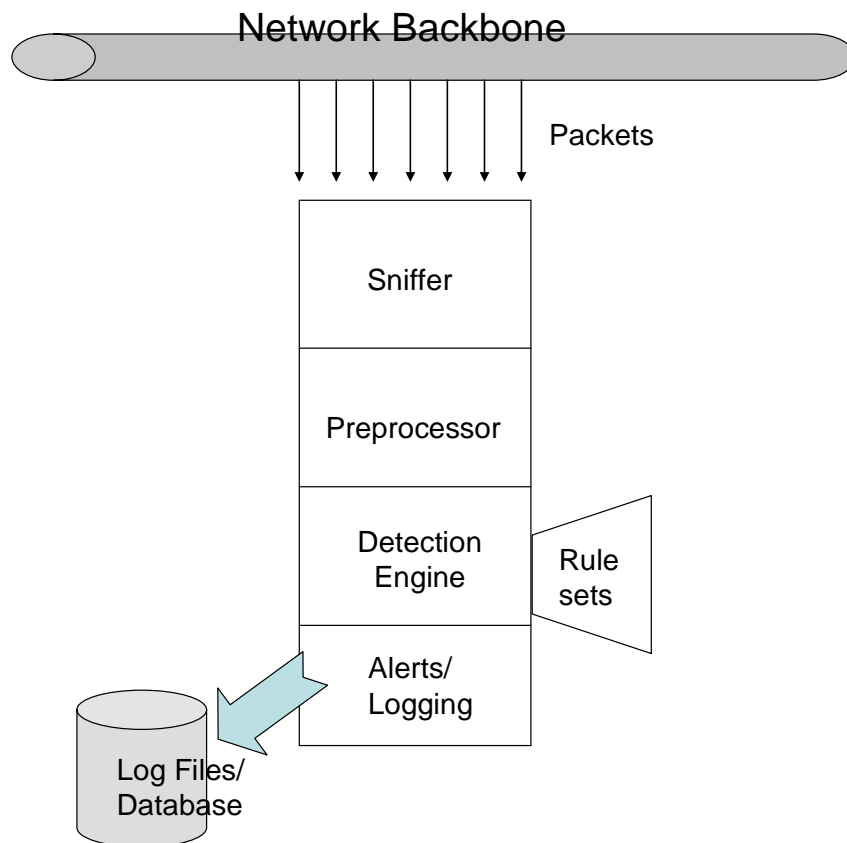 Network Backbone
Packets
Sniffer
Preprocessor
Detection
Engine
Rule
sets
Alerts/
Logging
Log Files/
Database